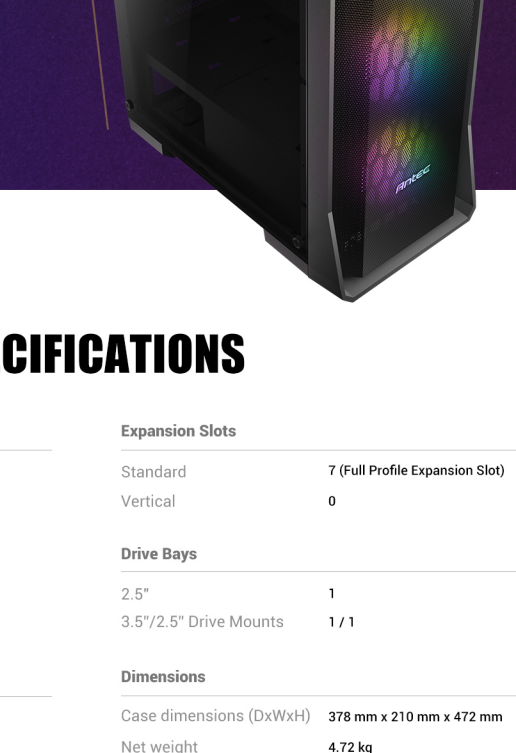 Antec
CIFICATIONS
Expansion Slots
Standard 7 (Full Profile Expansion Slot)
Vertical 0
Drive Bays
2.5" 1
3.5"/2.5" Drive Mounts 1 / 1
Dimensions
Case dimensions (DxWxH) 378 mm x 210 mm x 472 mm
Net weight 4.72 kg